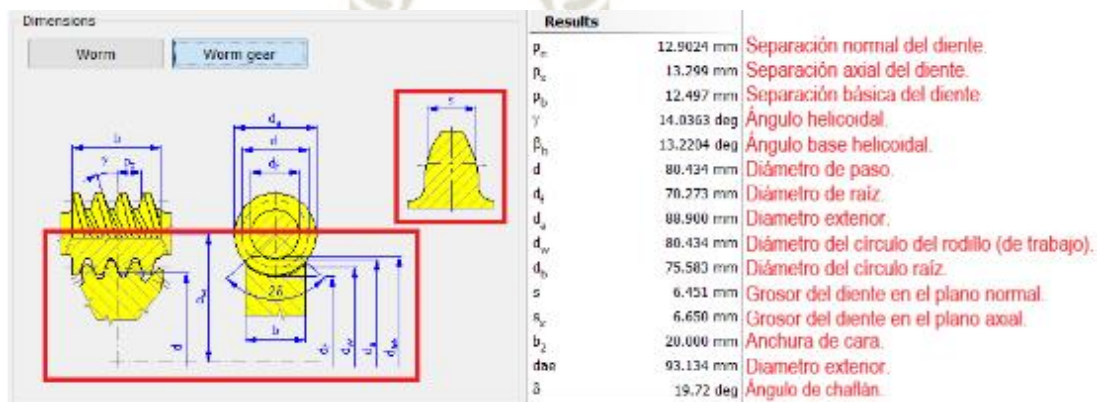 Dimensions
Worm
Worm gear
Results
pn 12.9024 mm Separación normal del diente.
px 13.299 mm Separación axial del diente.
pb 12.497 mm Separación básica del diente.
γ 14.0363 deg Ángulo helicoidal.
βb 13.2204 deg Ángulo base helicoidal.
d 80.434 mm Diámetro de paso.
df 70.273 mm Diámetro de raíz.
da 88.900 mm Diametro exterior.
dw 80.434 mm Diámetro del círculo del rodillo (de trabajo).
db 75.583 mm Diámetro del círculo raíz.
s 6.451 mm Grosor del diente en el plano normal.
sx 6.650 mm Grosor del diente en el plano axial.
b2 20.000 mm Anchura de cara.
dae 93.134 mm Diametro exterior.
δ 19.72 deg Ángulo de chaflán.
s
da
b
d
γ
df
2δ
b
d